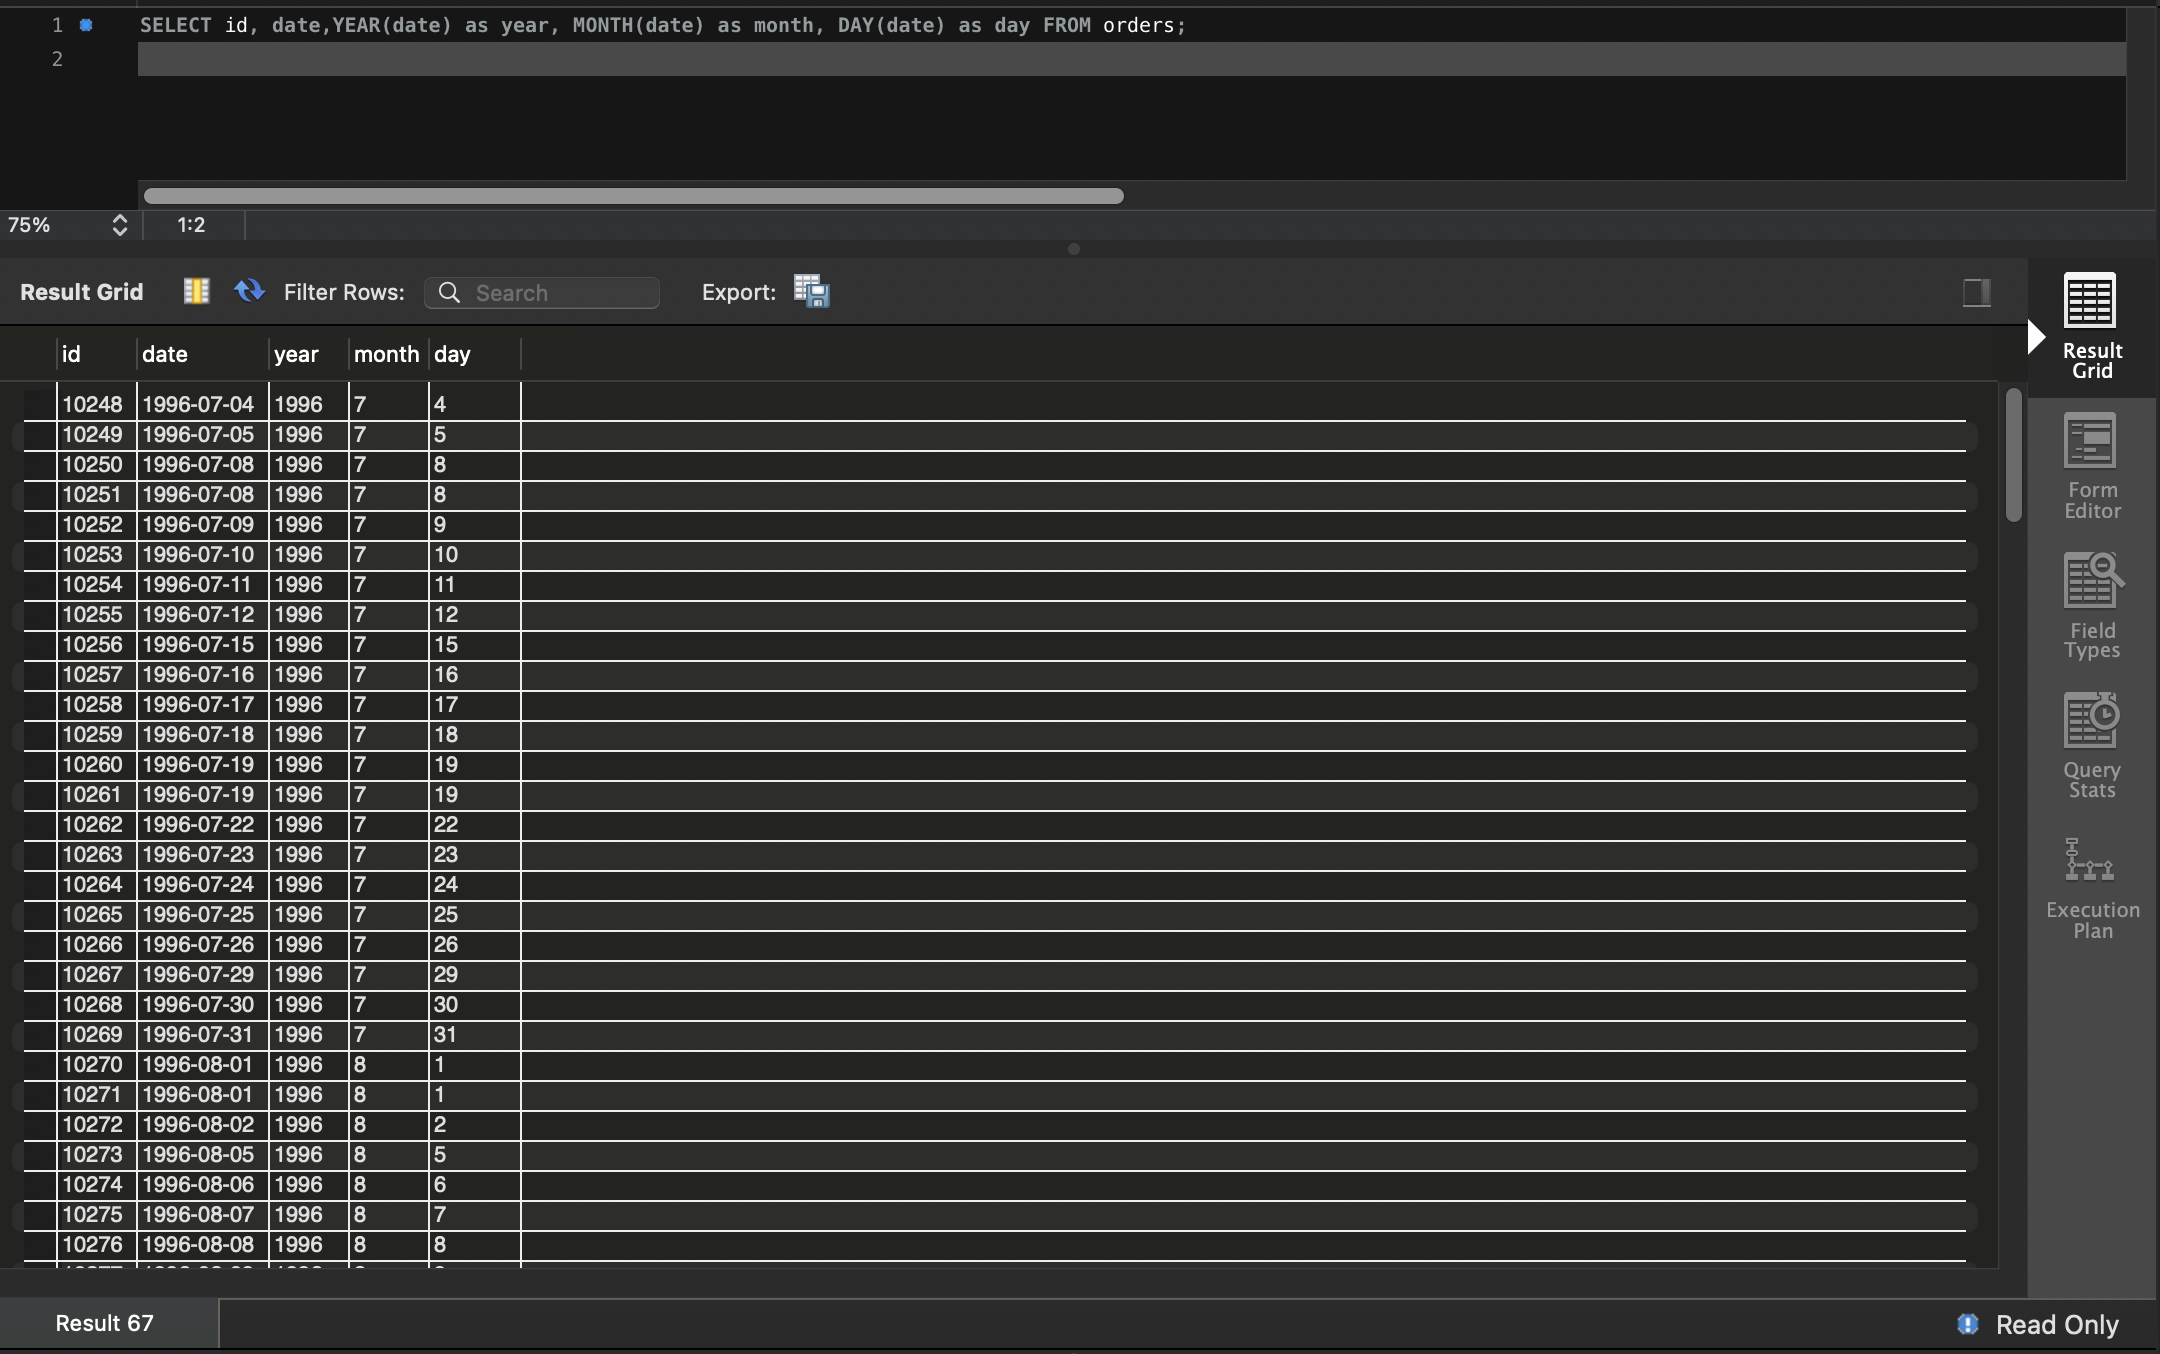 1 SELECT id, date,YEAR(date) as year, MONTH(date) as month, DAY(date) as day FROM orders;
2
75% 1:2
Result Grid Filter Rows: Search Export:
id date year month day
10248 1996-07-04 1996 7 4
10249 1996-07-05 1996 7 5
10250 1996-07-08 1996 7 8
10251 1996-07-08 1996 7 8
10252 1996-07-09 1996 7 9
10253 1996-07-10 1996 7 10
10254 1996-07-11 1996 7 11
10255 1996-07-12 1996 7 12
10256 1996-07-15 1996 7 15
10257 1996-07-16 1996 7 16
10258 1996-07-17 1996 7 17
10259 1996-07-18 1996 7 18
10260 1996-07-19 1996 7 19
10261 1996-07-19 1996 7 19
10262 1996-07-22 1996 7 22
10263 1996-07-23 1996 7 23
10264 1996-07-24 1996 7 24
10265 1996-07-25 1996 7 25
10266 1996-07-26 1996 7 26
10267 1996-07-29 1996 7 29
10268 1996-07-30 1996 7 30
10269 1996-07-31 1996 7 31
10270 1996-08-01 1996 8 1
10271 1996-08-01 1996 8 1
10272 1996-08-02 1996 8 2
10273 1996-08-05 1996 8 5
10274 1996-08-06 1996 8 6
10275 1996-08-07 1996 8 7
10276 1996-08-08 1996 8 8
Result
Grid
Form
Editor
Field
Types
Query
Stats
Execution
Plan
Result 67
Read Only